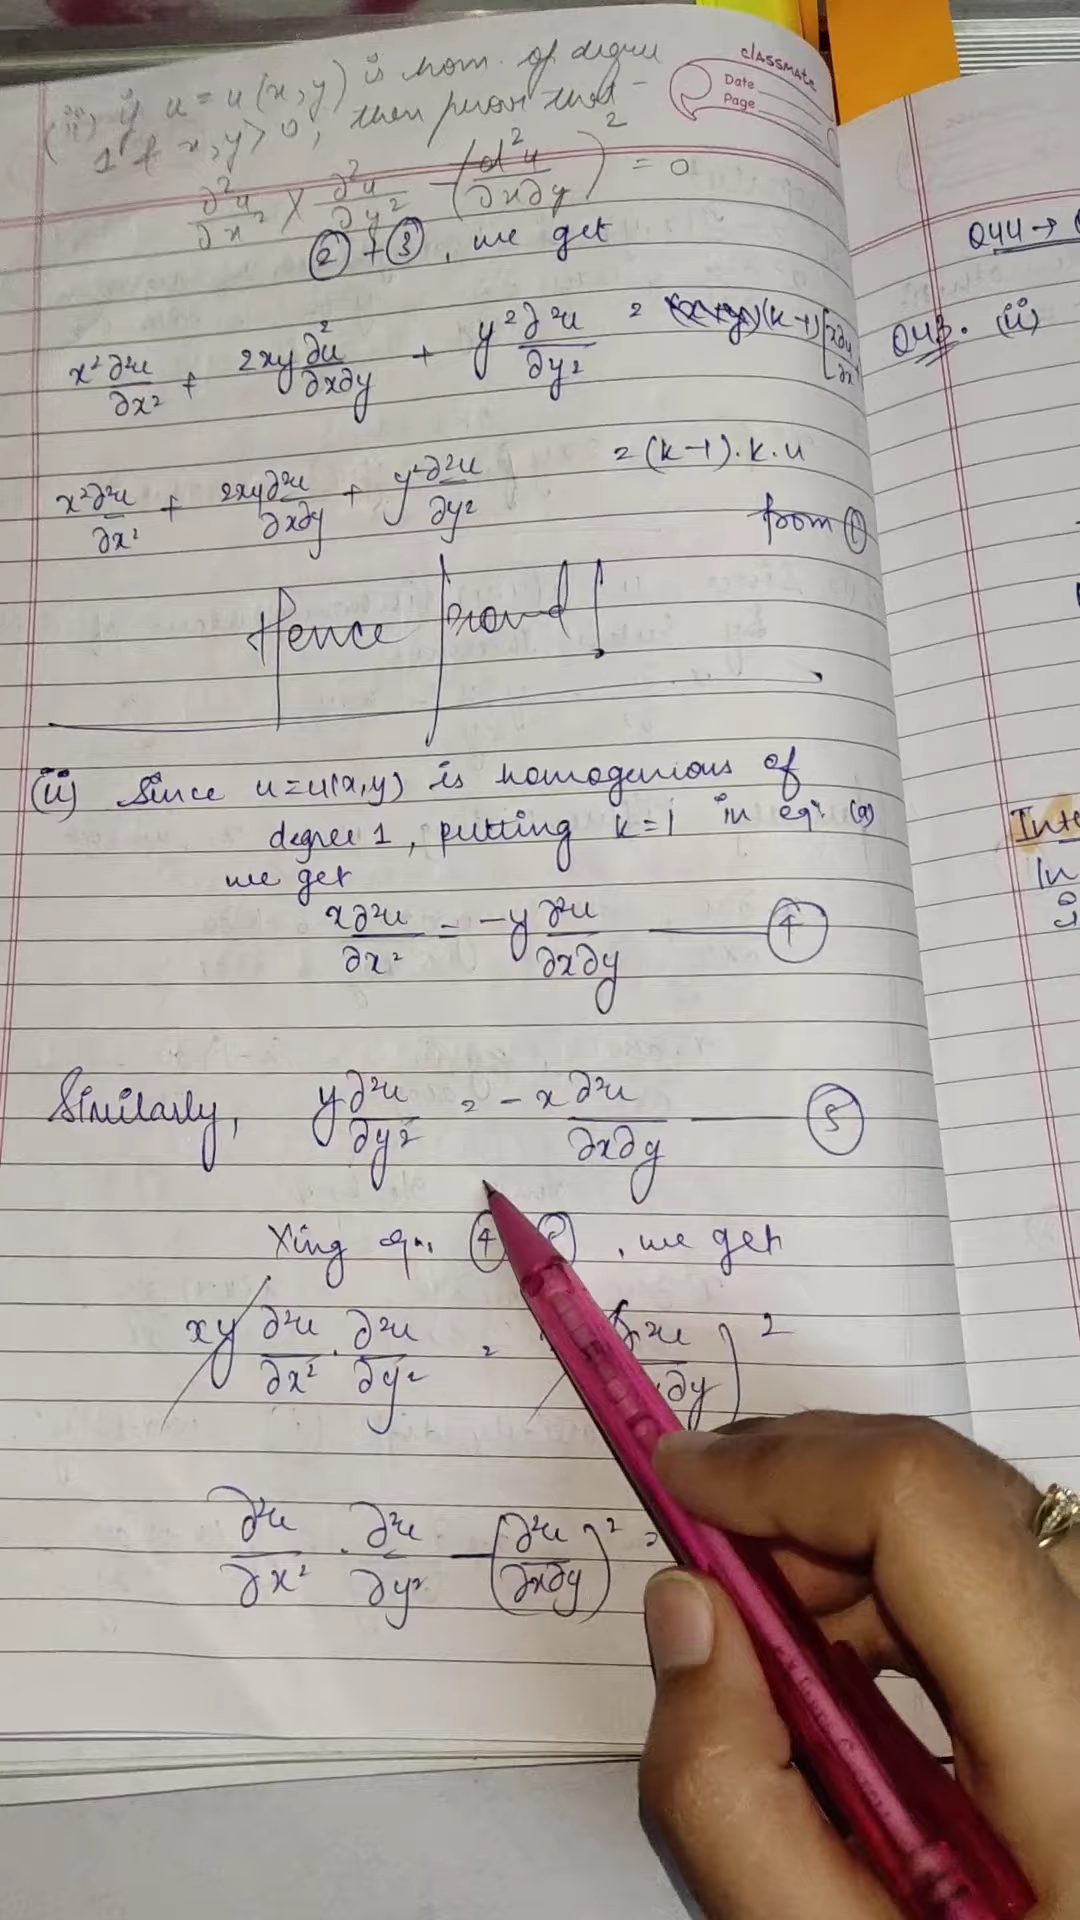 classmate
Date
Page
(ii) if u = u(x,y) is hom. of degree
1 & x,y>0, then prove that -
∂²u/∂x² × ∂²u/∂y² - (∂²u/∂x∂y)² = 0
② + ③, we get
x²∂²u/∂x² + 2xy∂²u/∂x∂y + y²∂²u/∂y² = (k-1)[x∂u/∂x
x²∂²u/∂x² + 2xy∂²u/∂x∂y + y²∂²u/∂y² = (k-1).k.u
from ①
Hence proved!
(ii) Since u=u(x,y) is homogenious of
degree 1, putting k=1 in eqn (a)
we get
x∂²u/∂x² = -y∂²u/∂x∂y — ④
Similarly, y∂²u/∂y² = -x∂²u/∂x∂y — ⑤
Xing eqn. ④ , we get
xy ∂²u/∂x² . ∂²u/∂y² = ²u/∂y)²
∂²u/∂x² . ∂²u/∂y² - (∂²u/∂x∂y)² =
Q44 →
Q43. (ii)
Inte
In